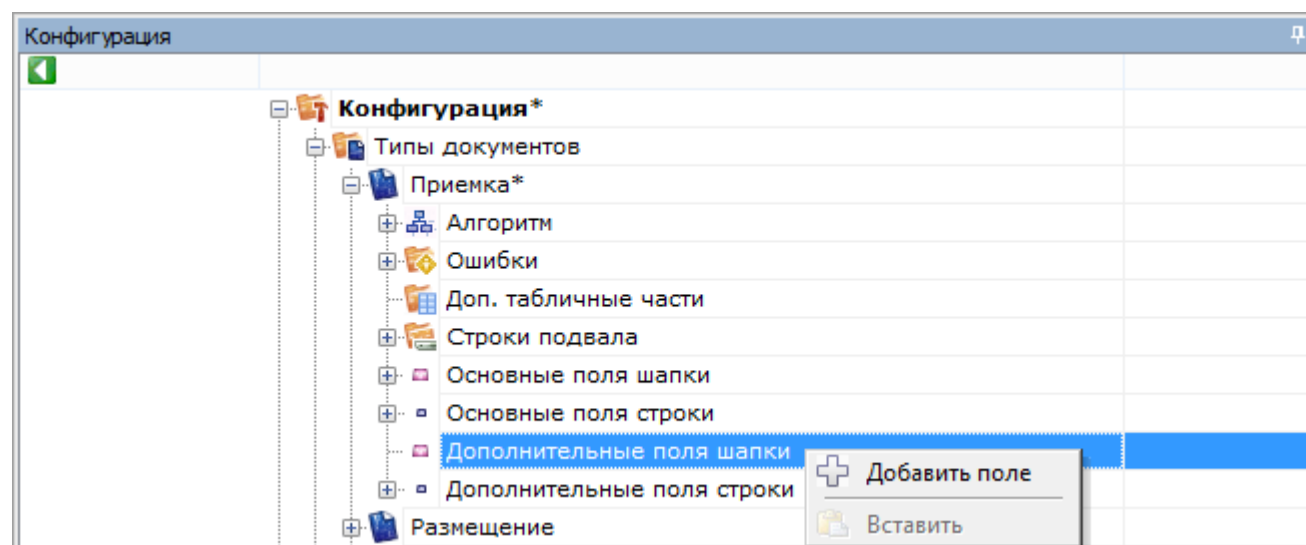 Конфигурация
Конфигурация*
Типы документов
Приемка*
Алгоритм
Ошибки
Доп. табличные части
Строки подвала
Основные поля шапки
Основные поля строки
Дополнительные поля шапки
Добавить поле
Дополнительные поля строки
Вставить
Размещение